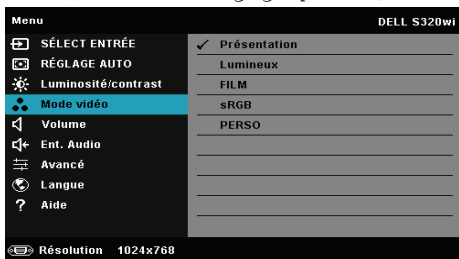 Menu DELL S320wi
SÉLECT ENTRÉE
RÉGLAGE AUTO
Luminosité/contrast
Mode vidéo
Volume
Ent. Audio
Avancé
Langue
? Aide
Présentation
Lumineux
FILM
sRGB
PERSO
Résolution 1024x768